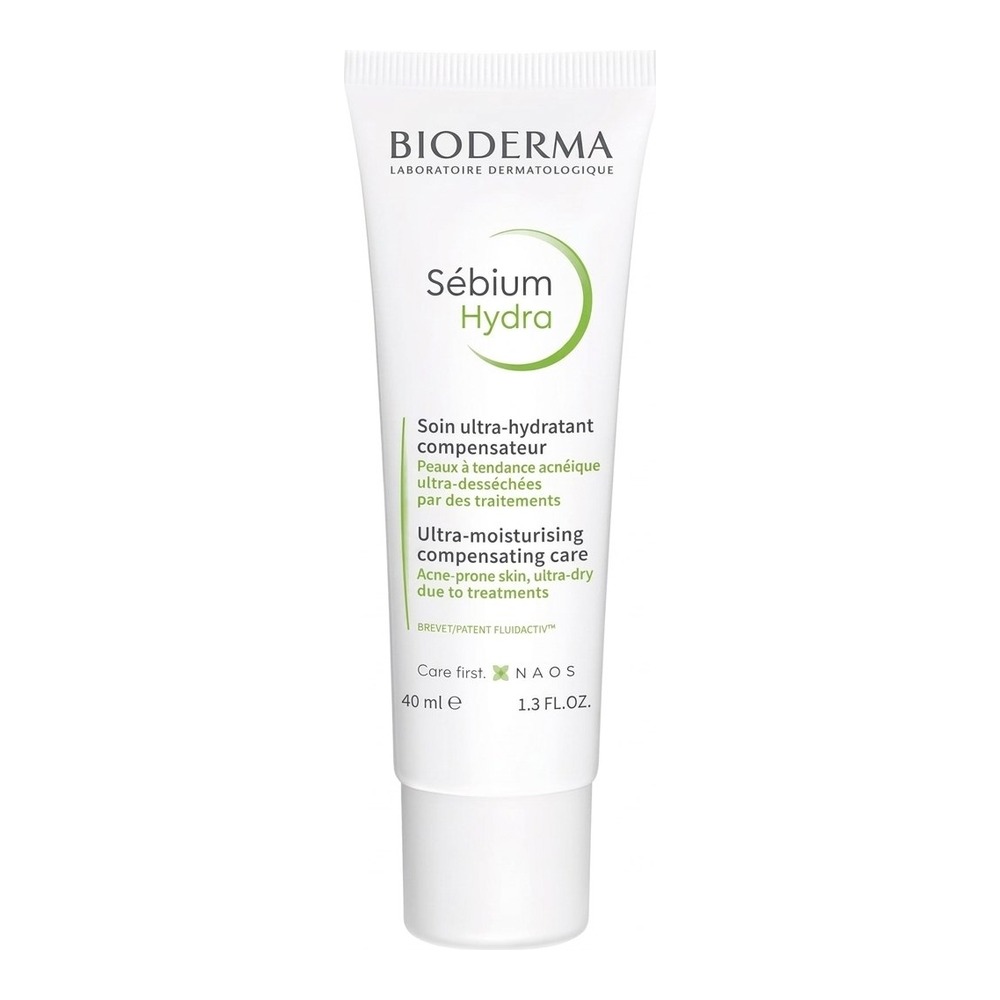 BIODERMA
LABORATOIRE DERMATOLOGIQUE
Sébium
Hydra
Soin ultra-hydratant
compensateur
Peaux à tendance acnéique
ultra-desséchées
par des traitements
Ultra-moisturising
compensating care
Acne-prone skin, ultra-dry
due to treatments
BREVET/PATENT FLUIDACTIV™
Care first. NAOS
40 ml ℮ 1.3 FL.OZ.